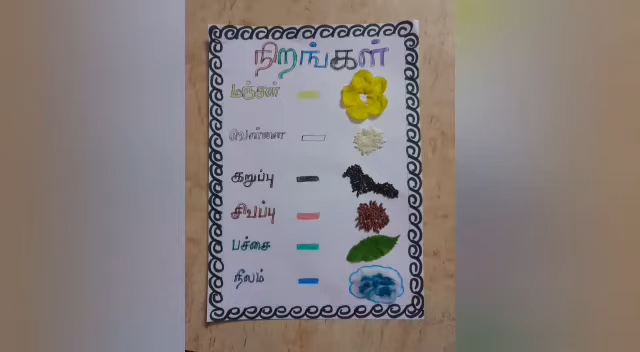 நிறங்கள்
மஞ்சள்
வெள்ளை
கறுப்பு
சிவப்பு
பச்சை
நீலம்